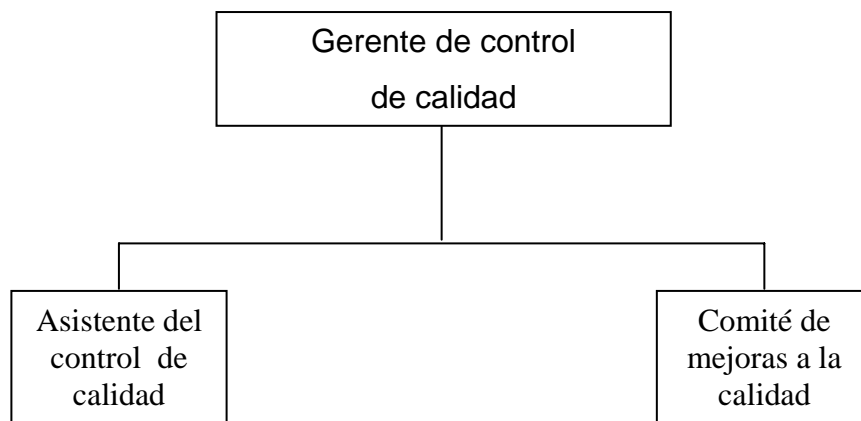 Gerente de control
de calidad
Asistente del
control de
calidad
Comité de
mejoras a la
calidad